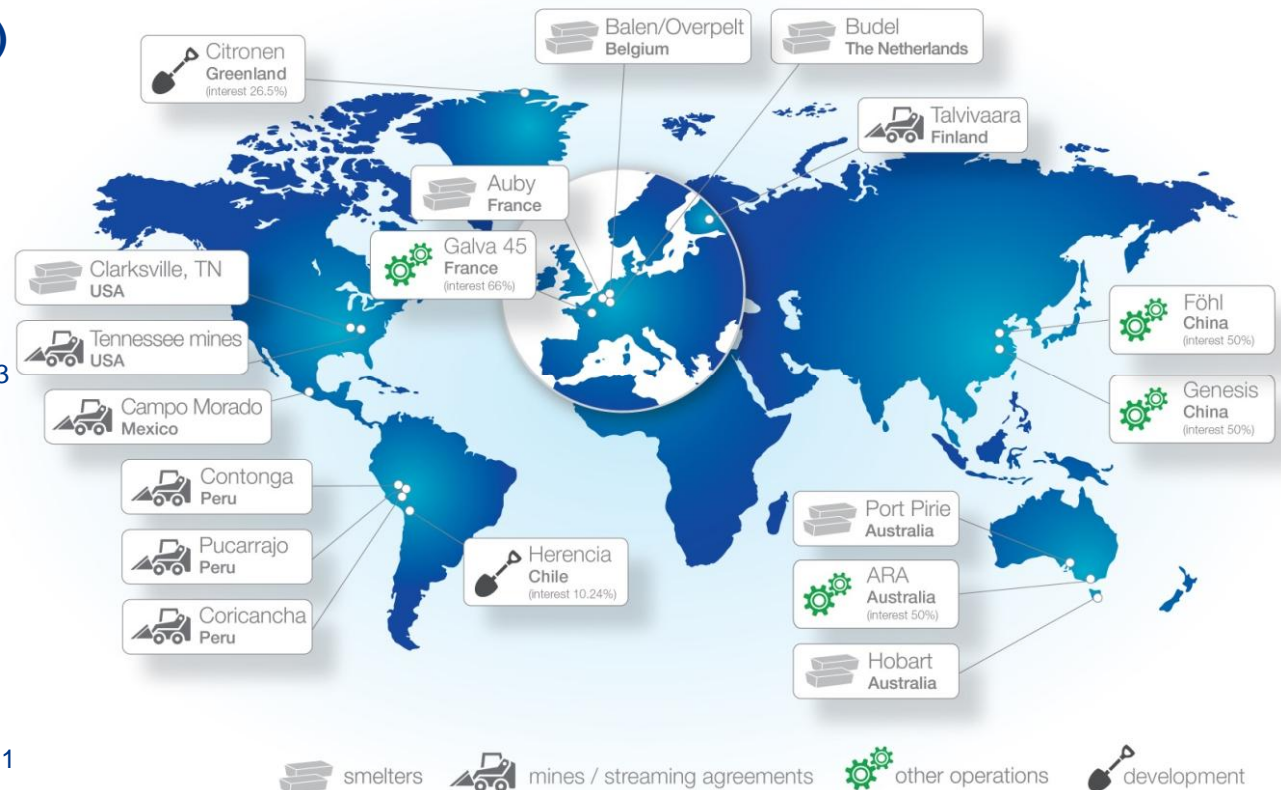 )
Citronen
Greenland
(interest 26.5%)
Balen/Overpelt
Belgium
Budel
The Netherlands
Talvivaara
Finland
Auby
France
Galva 45
France
(interest 66%)
Clarksville, TN
USA
Tennessee mines
USA
3
Campo Morado
Mexico
Föhl
China
(interest 50%)
Genesis
China
(interest 50%)
Contonga
Peru
Pucarrajo
Peru
Coricancha
Peru
Herencia
Chile
(interest 10.24%)
Port Pirie
Australia
ARA
Australia
(interest 50%)
Hobart
Australia
1
smelters
mines / streaming agreements
other operations
development